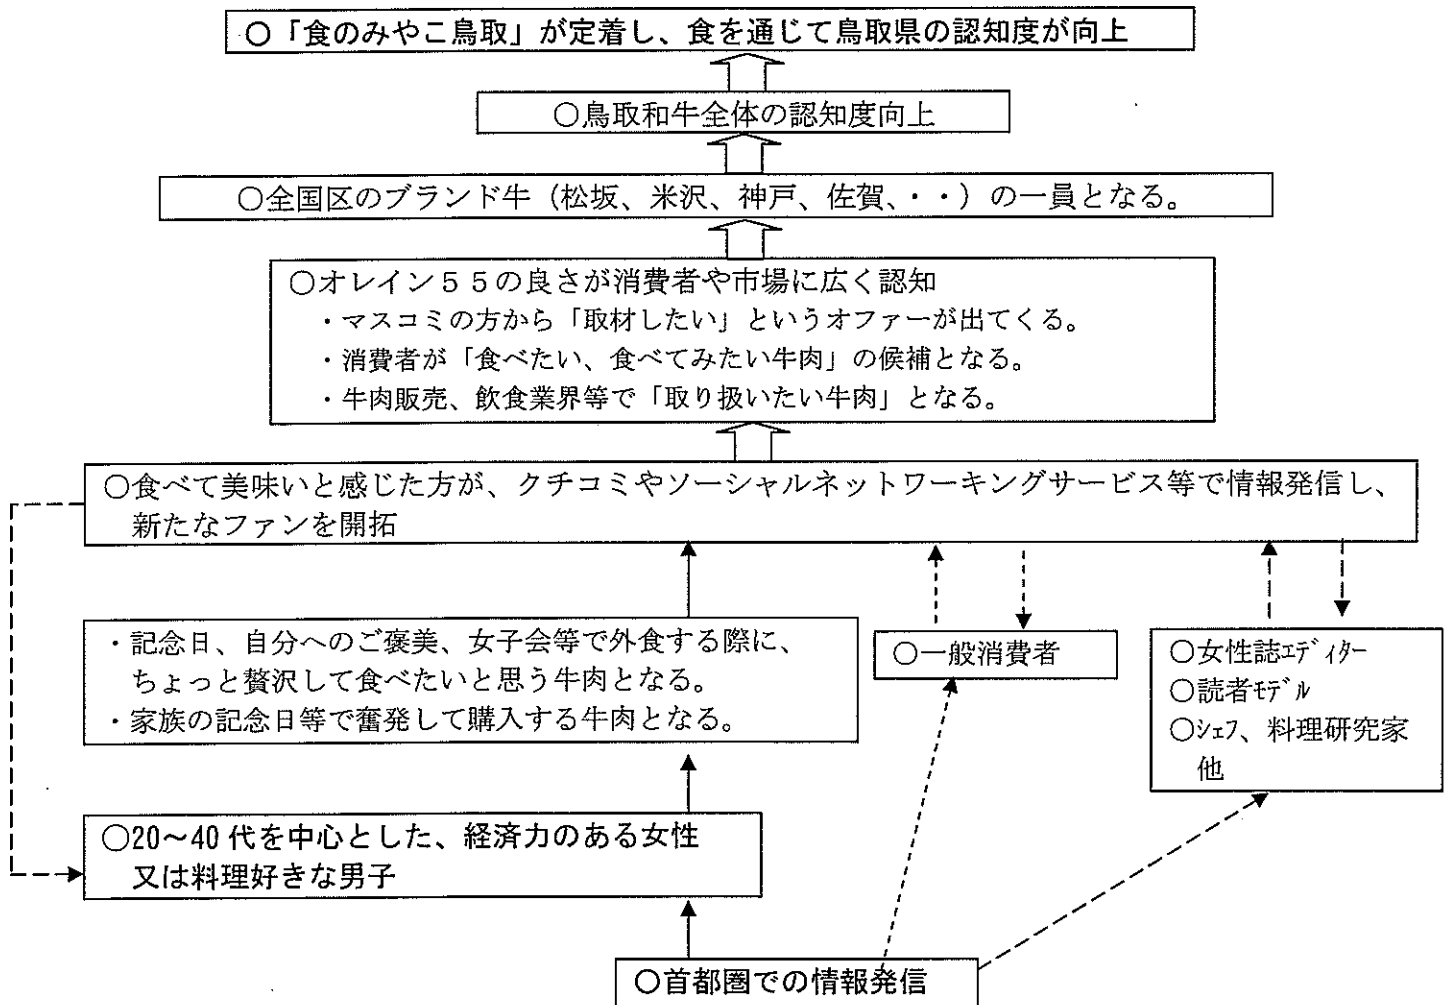 ○「食のみやこ鳥取」が定着し、食を通じて鳥取県の認知度が向上
○鳥取和牛全体の認知度向上
○全国区のブランド牛（松坂、米沢、神戸、佐賀、・・）の一員となる。
○オレイン５５の良さが消費者や市場に広く認知
・マスコミの方から「取材したい」というオファーが出てくる。
・消費者が「食べたい、食べてみたい牛肉」の候補となる。
・牛肉販売、飲食業界等で「取り扱いたい牛肉」となる。
○食べて美味いと感じた方が、クチコミやソーシャルネットワーキングサービス等で情報発信し、
新たなファンを開拓
・記念日、自分へのご褒美、女子会等で外食する際に、
ちょっと贅沢して食べたいと思う牛肉となる。
・家族の記念日等で奮発して購入する牛肉となる。
○一般消費者
○女性誌ｴﾃﾞｨﾀｰ
○読者ﾓﾃﾞﾙ
○ｼｪﾌ、料理研究家
他
○20～40代を中心とした、経済力のある女性
又は料理好きな男子
○首都圏での情報発信